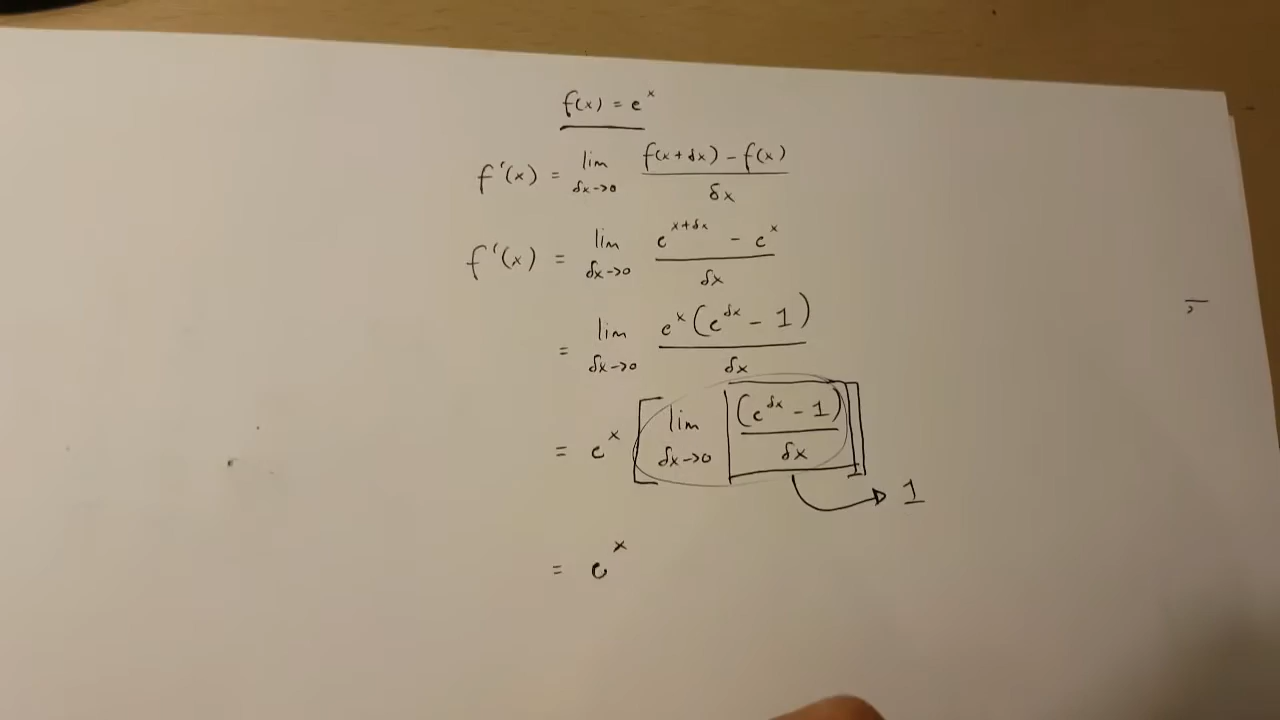 f(x) = e^x
f'(x) = lim δx->0 (f(x+δx) - f(x)) / δx
f'(x) = lim δx->0 (e^(x+δx) - e^x) / δx
= lim δx->0 e^x (e^δx - 1) / δx
= e^x [ lim δx->0 (e^δx - 1) / δx ] → 1
= e^x